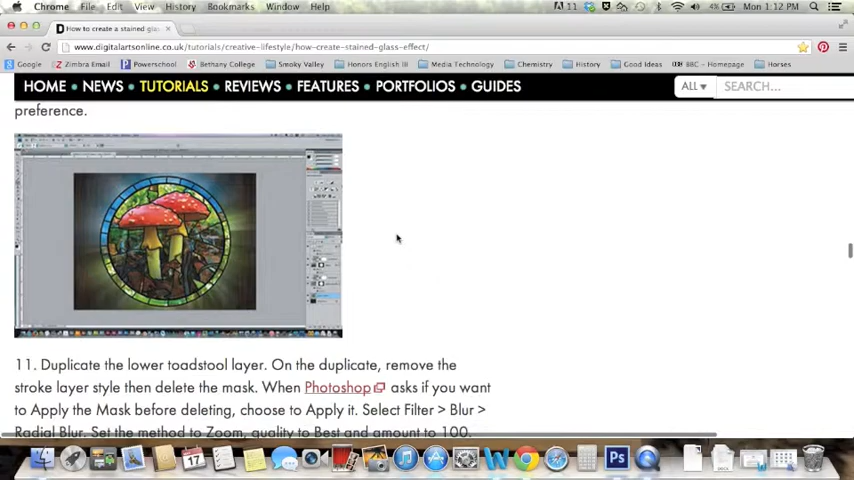 Chrome File Edit View History Bookmarks Window Help 11 4% Mon 1:12 PM
How to create a stained glas
www.digitalartsonline.co.uk/tutorials/creative-lifestyle/how-create-stained-glass-effect/
Google Zimbra Email Powerschool Bethany College Smoky Valley Honors English III Media Technology Chemistry History Good Ideas BBC - Homepage Horses
HOME • NEWS • TUTORIALS • REVIEWS • FEATURES • PORTFOLIOS • GUIDES ALL SEARCH...
preference.
11. Duplicate the lower toadstool layer. On the duplicate, remove the
stroke layer style then delete the mask. When Photoshop asks if you want
to Apply the Mask before deleting, choose to Apply it. Select Filter > Blur >
Radial Blur. Set the method to Zoom, quality to Best and amount to 100.
17
W
Ps